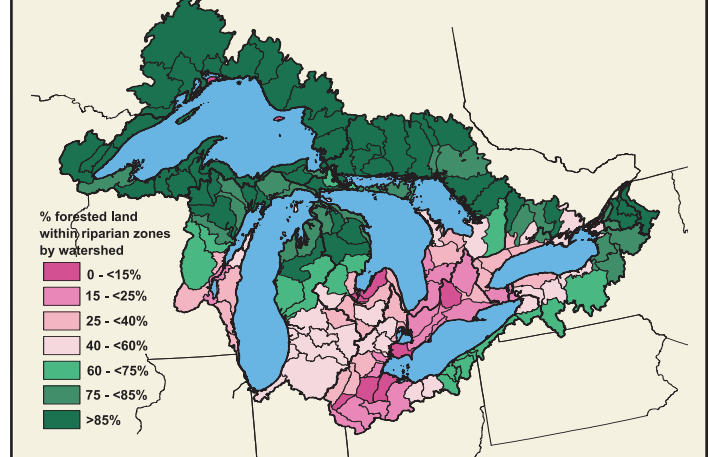 % forested land
within riparian zones
by watershed
0 - <15%
15 - <25%
25 - <40%
40 - <60%
60 - <75%
75 - <85%
>85%